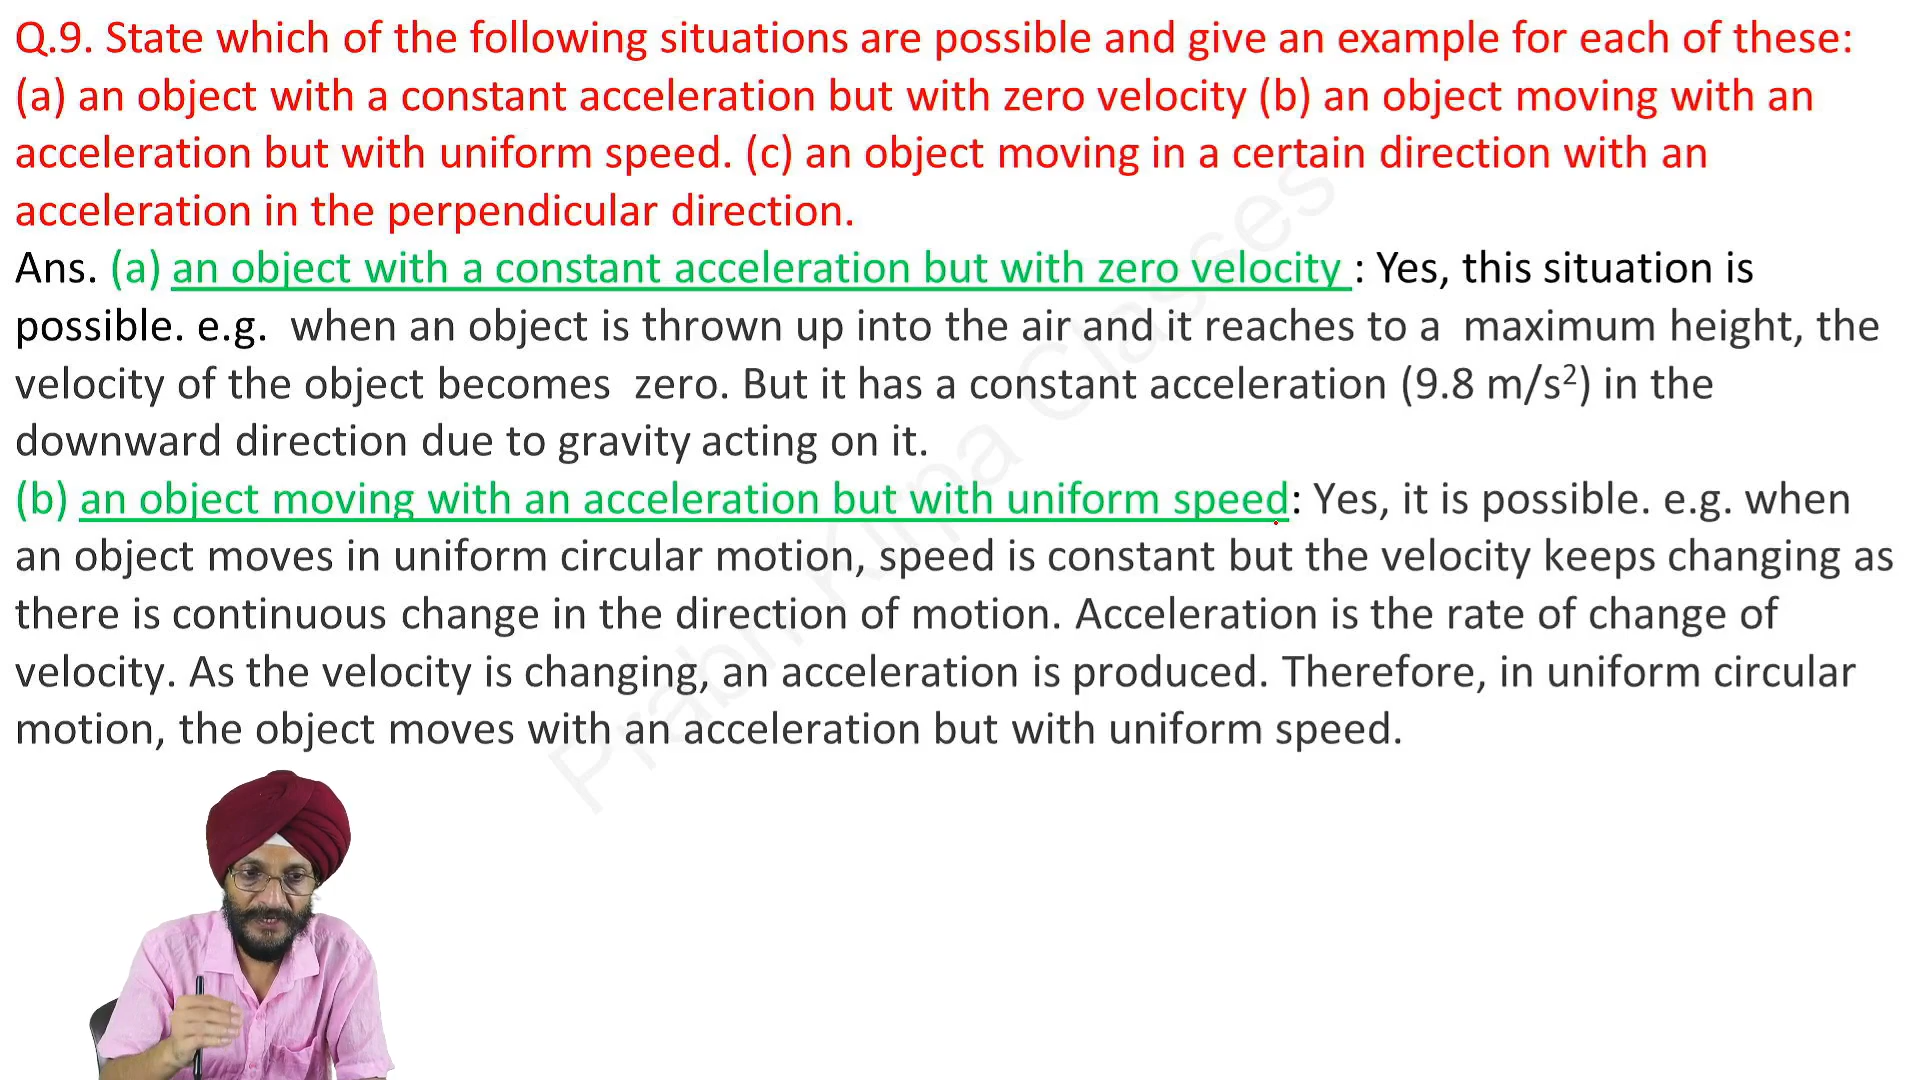 Q.9. State which of the following situations are possible and give an example for each of these:
(a) an object with a constant acceleration but with zero velocity (b) an object moving with an
acceleration but with uniform speed. (c) an object moving in a certain direction with an
acceleration in the perpendicular direction.
Ans. (a) an object with a constant acceleration but with zero velocity : Yes, this situation is
possible. e.g. when an object is thrown up into the air and it reaches to a maximum height, the
velocity of the object becomes zero. But it has a constant acceleration (9.8 m/s²) in the
downward direction due to gravity acting on it.
(b) an object moving with an acceleration but with uniform speed: Yes, it is possible. e.g. when
an object moves in uniform circular motion, speed is constant but the velocity keeps changing as
there is continuous change in the direction of motion. Acceleration is the rate of change of
velocity. As the velocity is changing, an acceleration is produced. Therefore, in uniform circular
motion, the object moves with an acceleration but with uniform speed.
Prabh Kirpa Classes